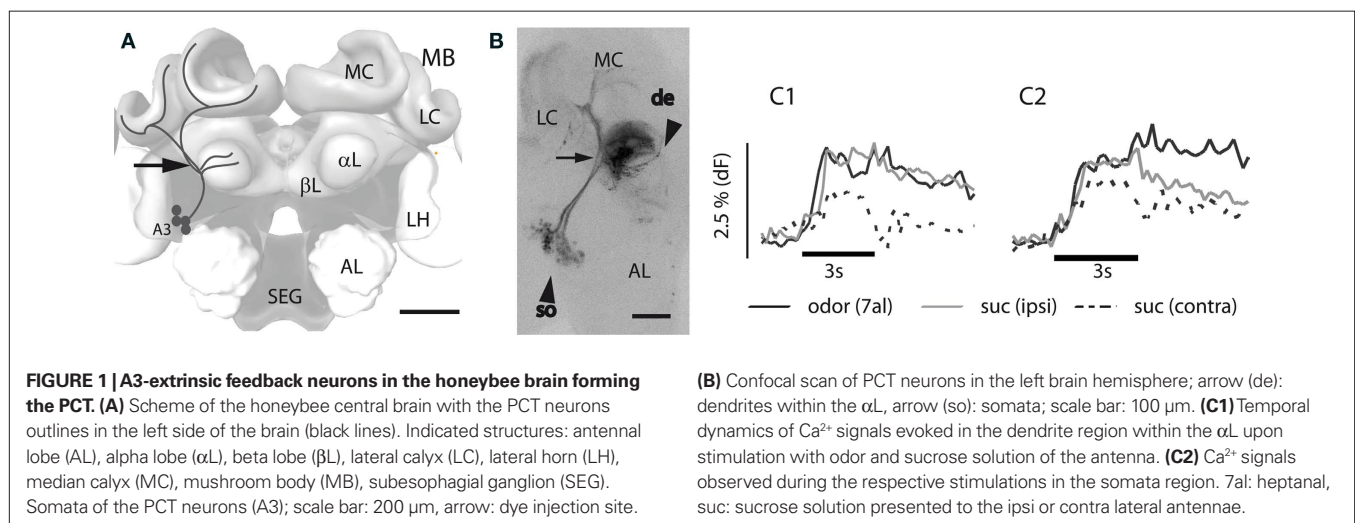 A
MB
MC
LC
αL
βL
A3
LH
AL
SEG
B
MC
LC
de
AL
so
C1
C2
2.5 % (dF)
3s
3s
odor (7al)
suc (ipsi)
suc (contra)
FIGURE 1 | A3-extrinsic feedback neurons in the honeybee brain forming
the PCT. (A) Scheme of the honeybee central brain with the PCT neurons
outlines in the left side of the brain (black lines). Indicated structures: antennal
lobe (AL), alpha lobe (αL), beta lobe (βL), lateral calyx (LC), lateral horn (LH),
median calyx (MC), mushroom body (MB), subesophagial ganglion (SEG).
Somata of the PCT neurons (A3); scale bar: 200 μm, arrow: dye injection site.
(B) Confocal scan of PCT neurons in the left brain hemisphere; arrow (de):
dendrites within the αL, arrow (so): somata; scale bar: 100 μm. (C1) Temporal
dynamics of Ca²⁺ signals evoked in the dendrite region within the αL upon
stimulation with odor and sucrose solution of the antenna. (C2) Ca²⁺ signals
observed during the respective stimulations in the somata region. 7al: heptanal,
suc: sucrose solution presented to the ipsi or contra lateral antennae.